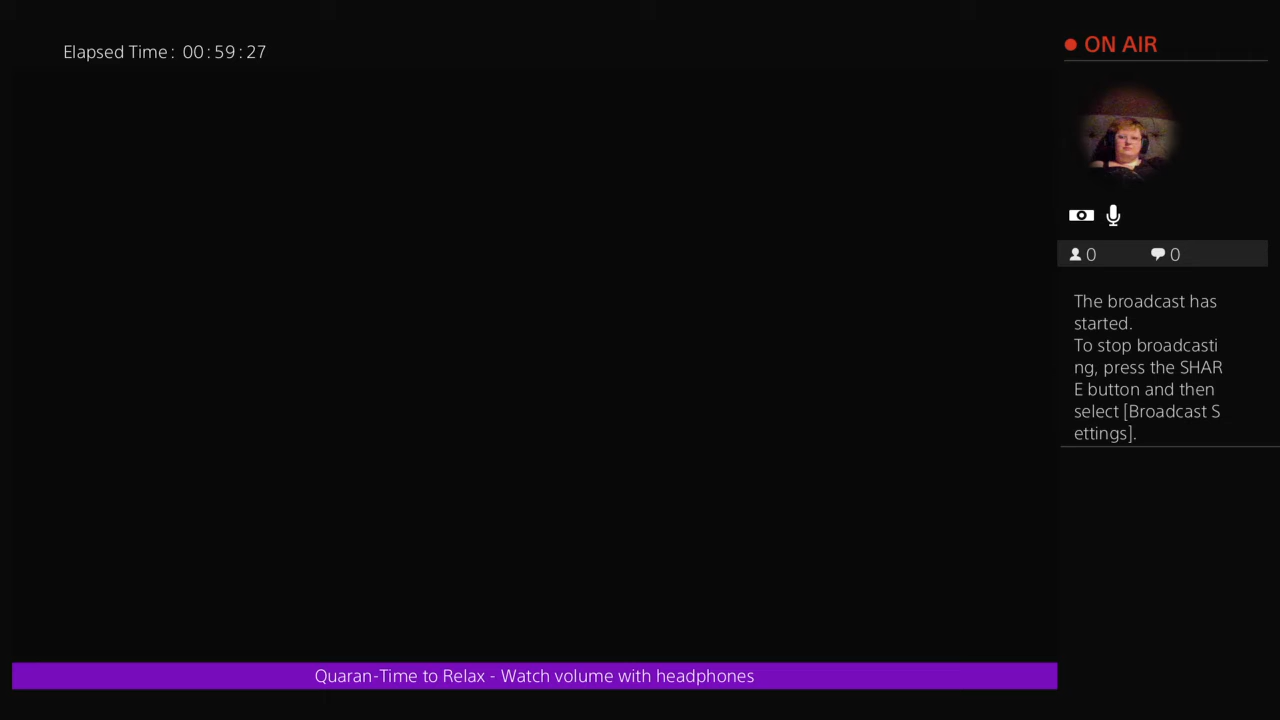 Elapsed Time: 00:59:27
ON AIR
0 0
The broadcast has
started.
To stop broadcasti
ng, press the SHAR
E button and then
select [Broadcast S
ettings].
Quaran-Time to Relax - Watch volume with headphones